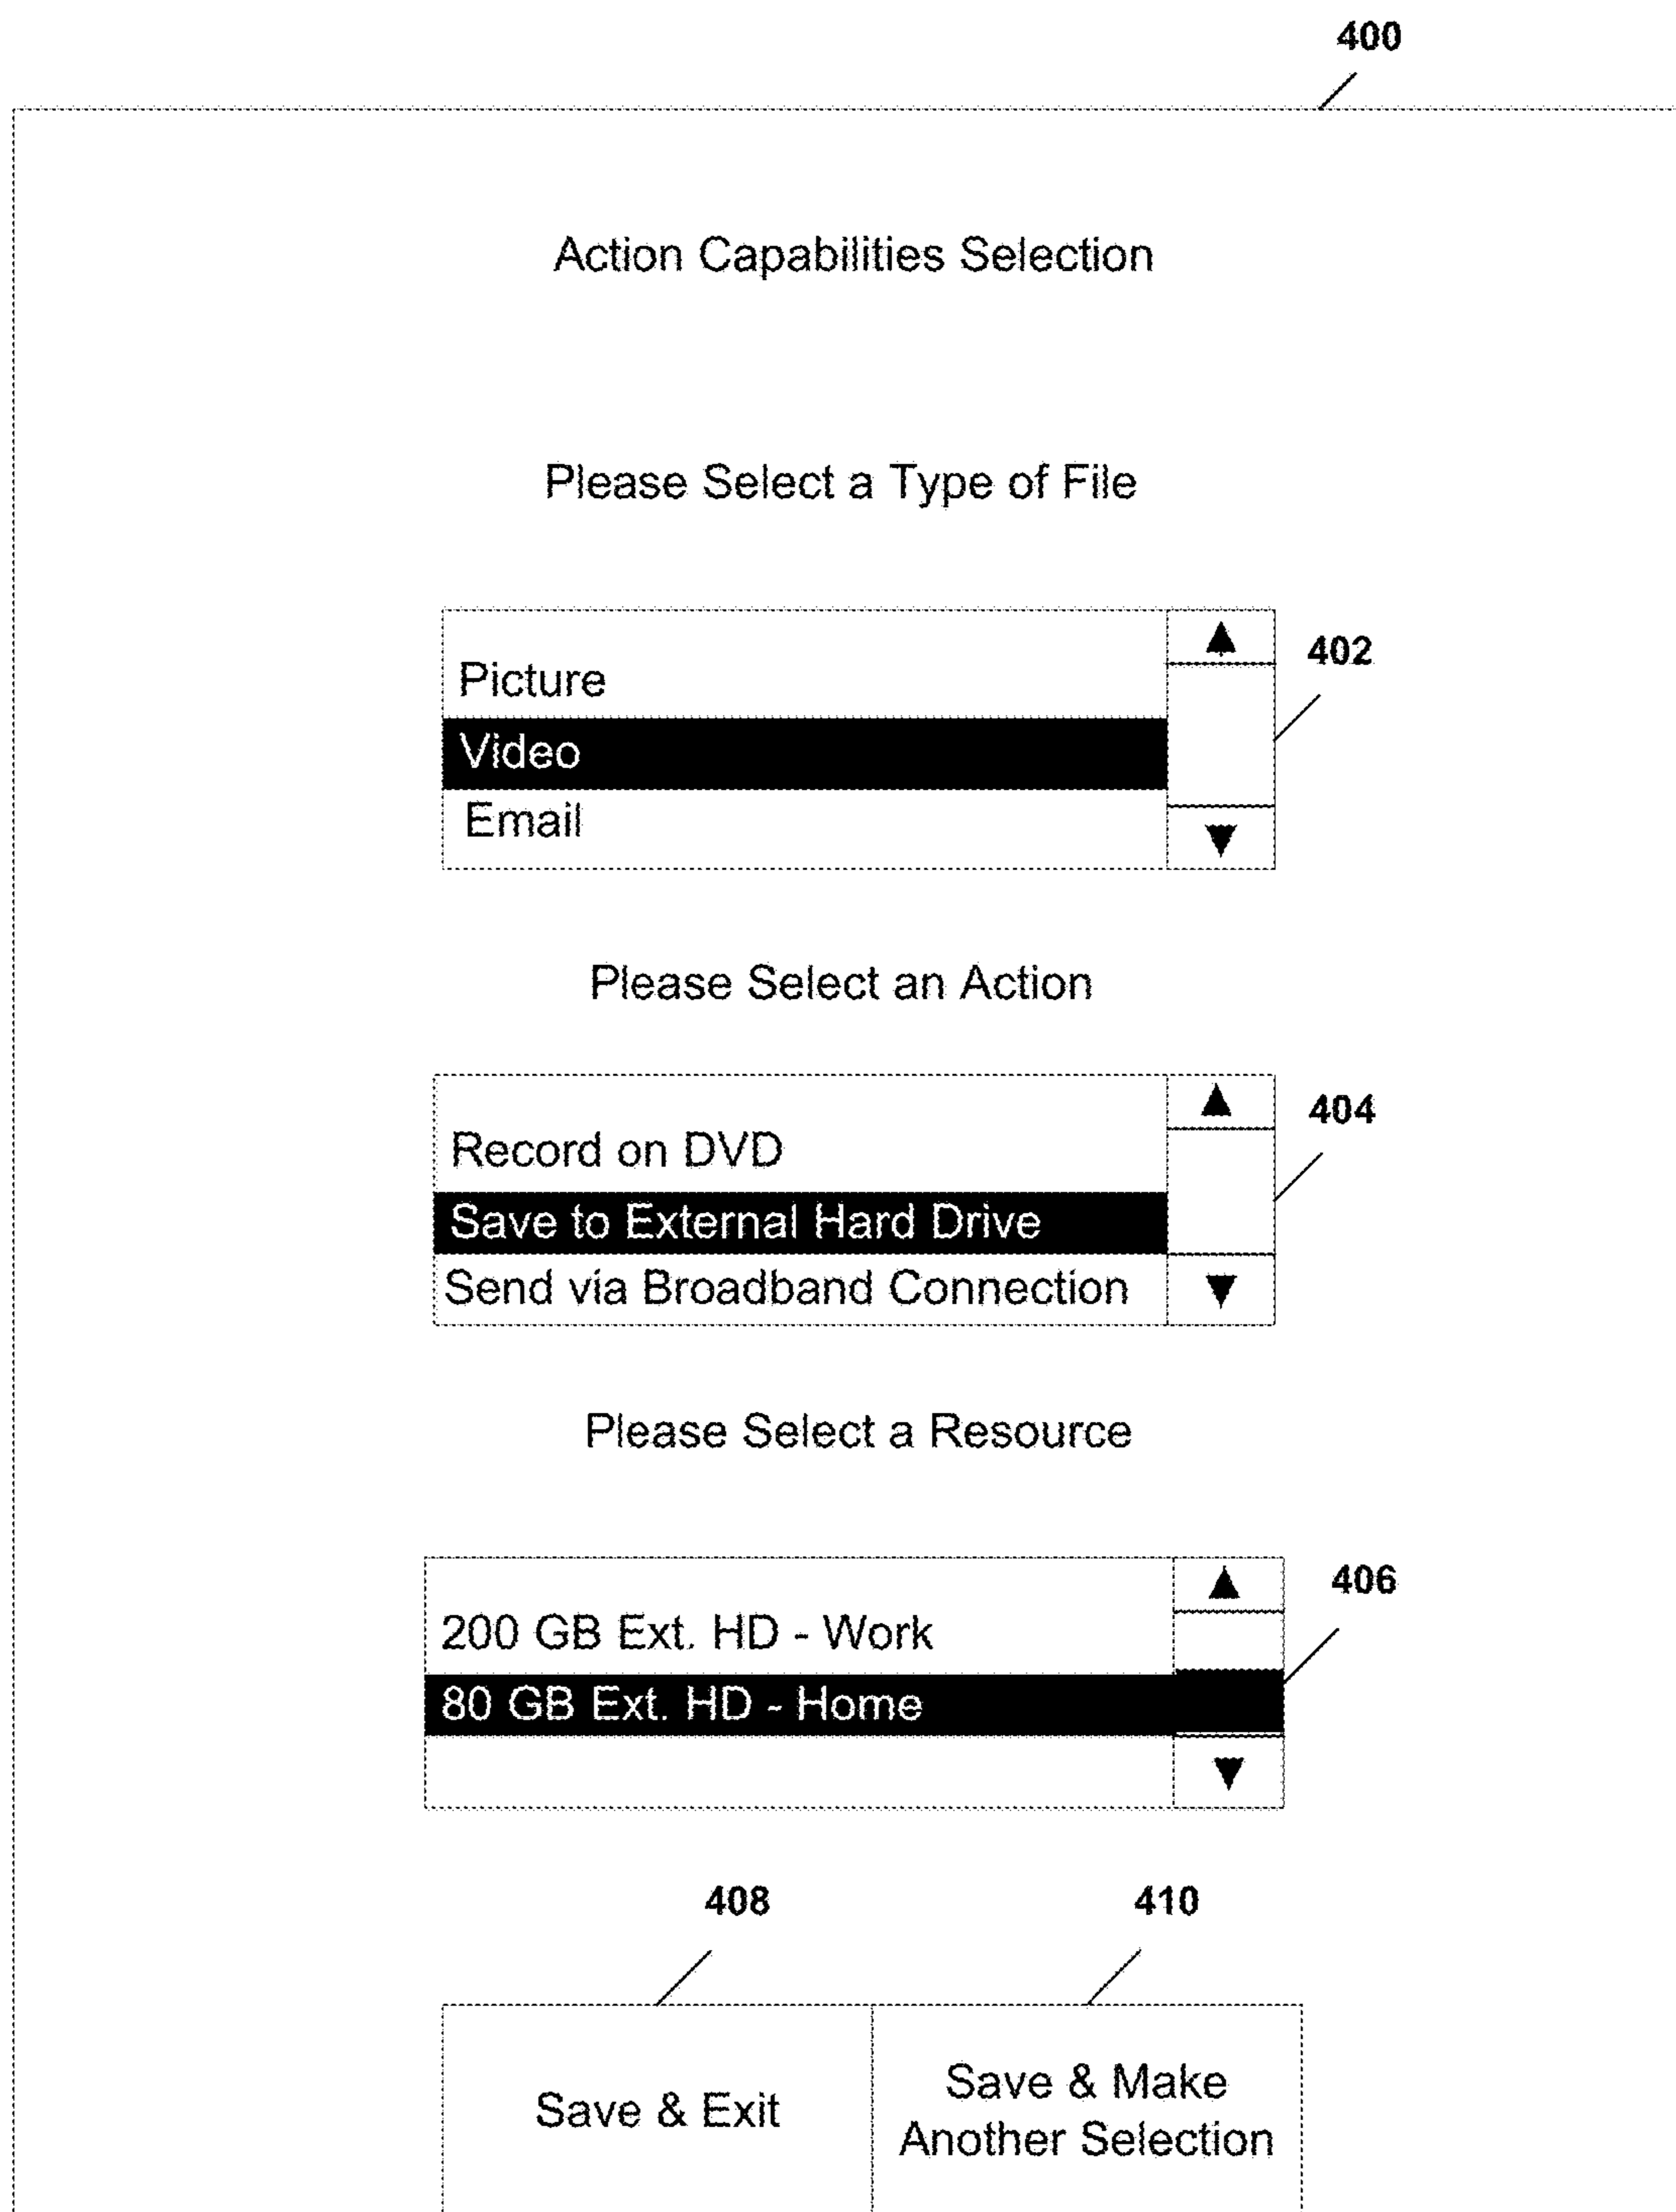 400
Action Capabilities Selection
Please Select a Type of File
Picture
402
Video
Email
Please Select an Action
Record on DVD
404
Save to External Hard Drive
Send via Broadband Connection
Please Select a Resource
406
200 GB Ext. HD - Work
80 GB Ext. HD - Home
408
410
Save & Exit
Save & Make
Another Selection